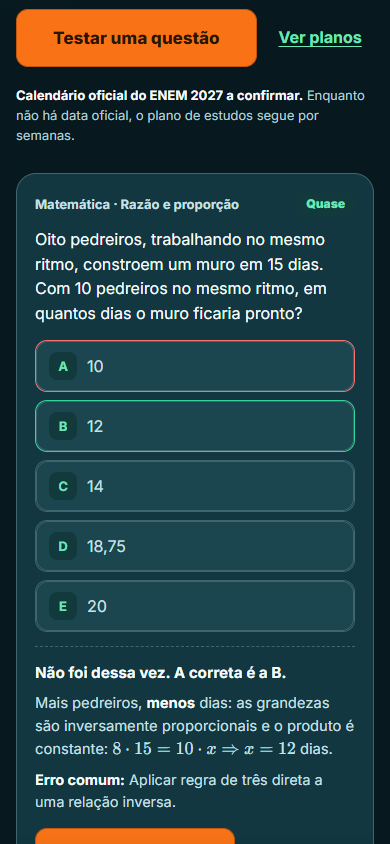 Testar uma questão
Ver planos
Calendário oficial do ENEM 2027 a confirmar. Enquanto
não há data oficial, o plano de estudos segue por
semanas.
Matemática · Razão e proporção
Quase
Oito pedreiros, trabalhando no mesmo
ritmo, constroem um muro em 15 dias.
Com 10 pedreiros no mesmo ritmo, em
quantos dias o muro ficaria pronto?
A 10
B 12
C 14
D 18,75
E 20
Não foi dessa vez. A correta é a B.
Mais pedreiros, menos dias: as grandezas
são inversamente proporcionais e o produto é
constante: 8 · 15 = 10 · x ⇒ x = 12 dias.
Erro comum: Aplicar regra de três direta a
uma relação inversa.